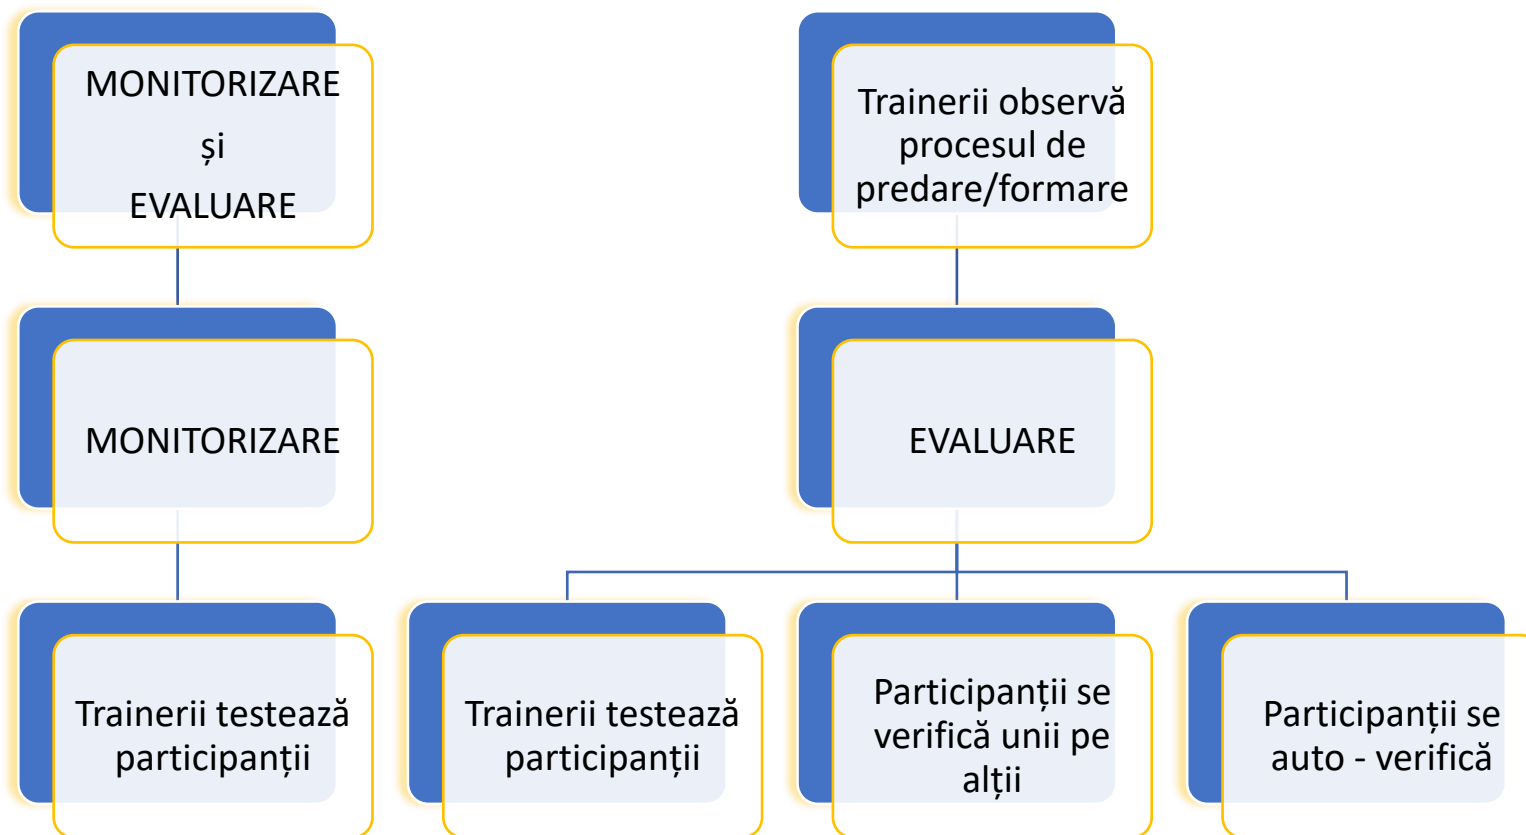 MONITORIZARE
și
EVALUARE
Trainerii observă
procesul de
predare/formare
MONITORIZARE
EVALUARE
Trainerii testează
participanții
Trainerii testează
participanții
Participanții se
verifică unii pe
alții
Participanții se
auto - verifică